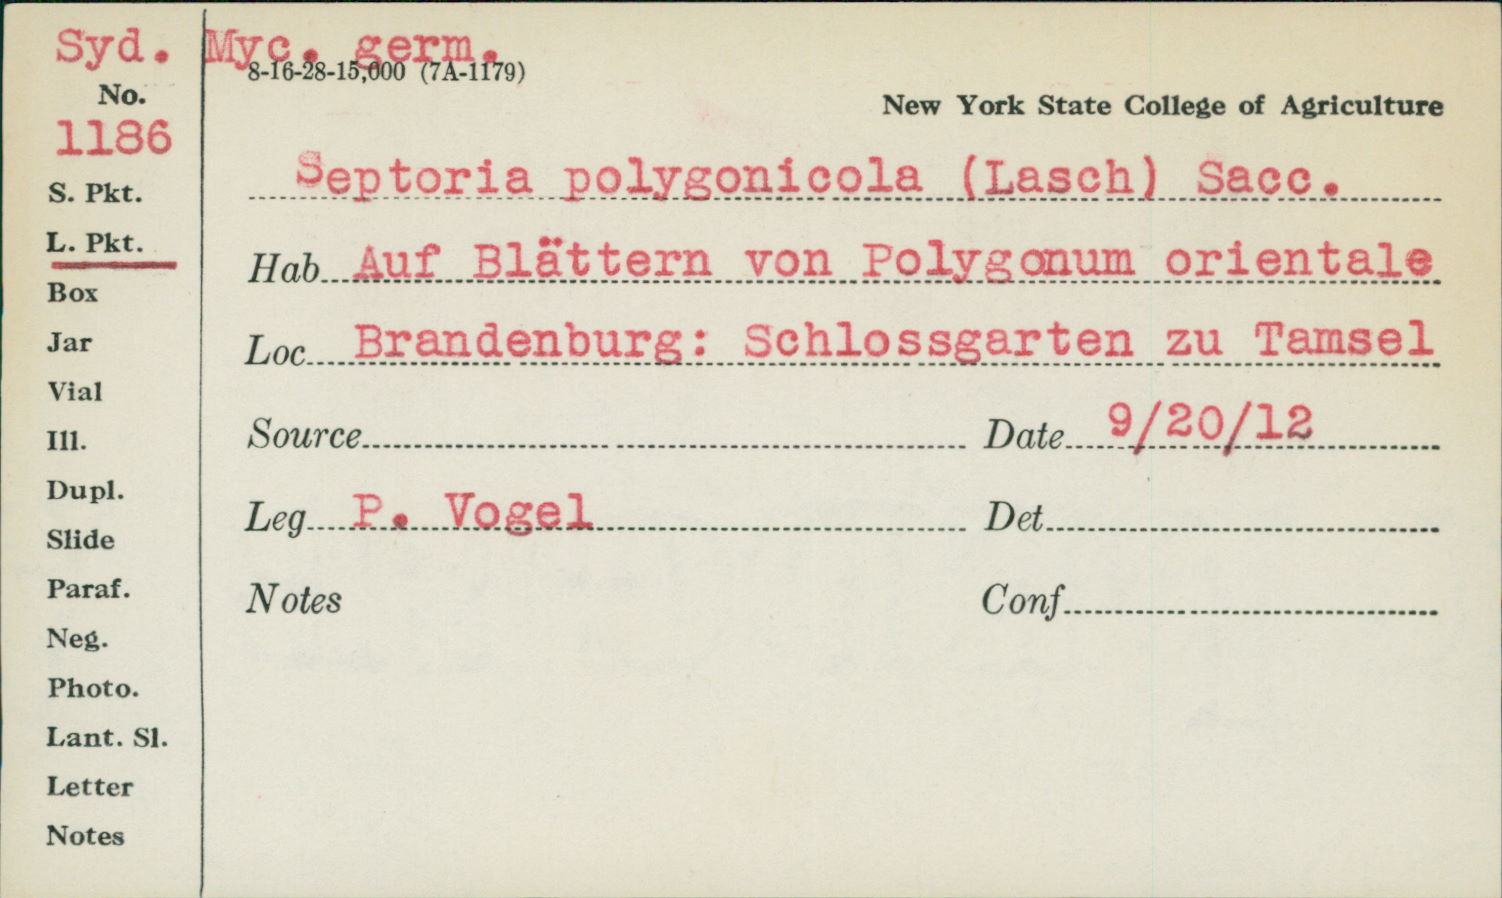 Syd. Myc. germ.
8-16-28-15,000 (7A-1179)
No.
1186
New York State College of Agriculture
Septoria polygonicola (Lasch) Sacc.
S. Pkt.
L. Pkt.
Hab Auf Blättern von Polygonum orientale
Box
Jar
Loc Brandenburg: Schlossgarten zu Tamsel
Vial
Ill.
Source Date 9/20/12
Dupl.
Leg P. Vogel Det
Slide
Paraf.
Notes Conf
Neg.
Photo.
Lant. Sl.
Letter
Notes